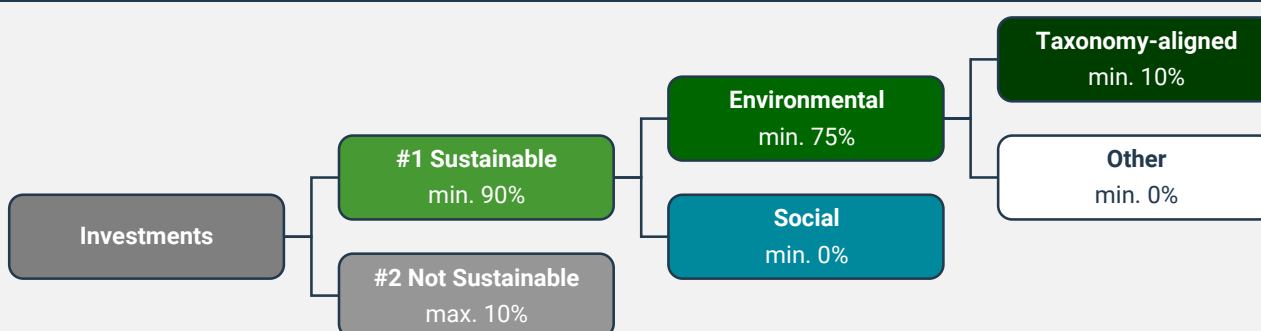 Investments
#1 Sustainable
min. 90%
#2 Not Sustainable
max. 10%
Environmental
min. 75%
Social
min. 0%
Taxonomy-aligned
min. 10%
Other
min. 0%